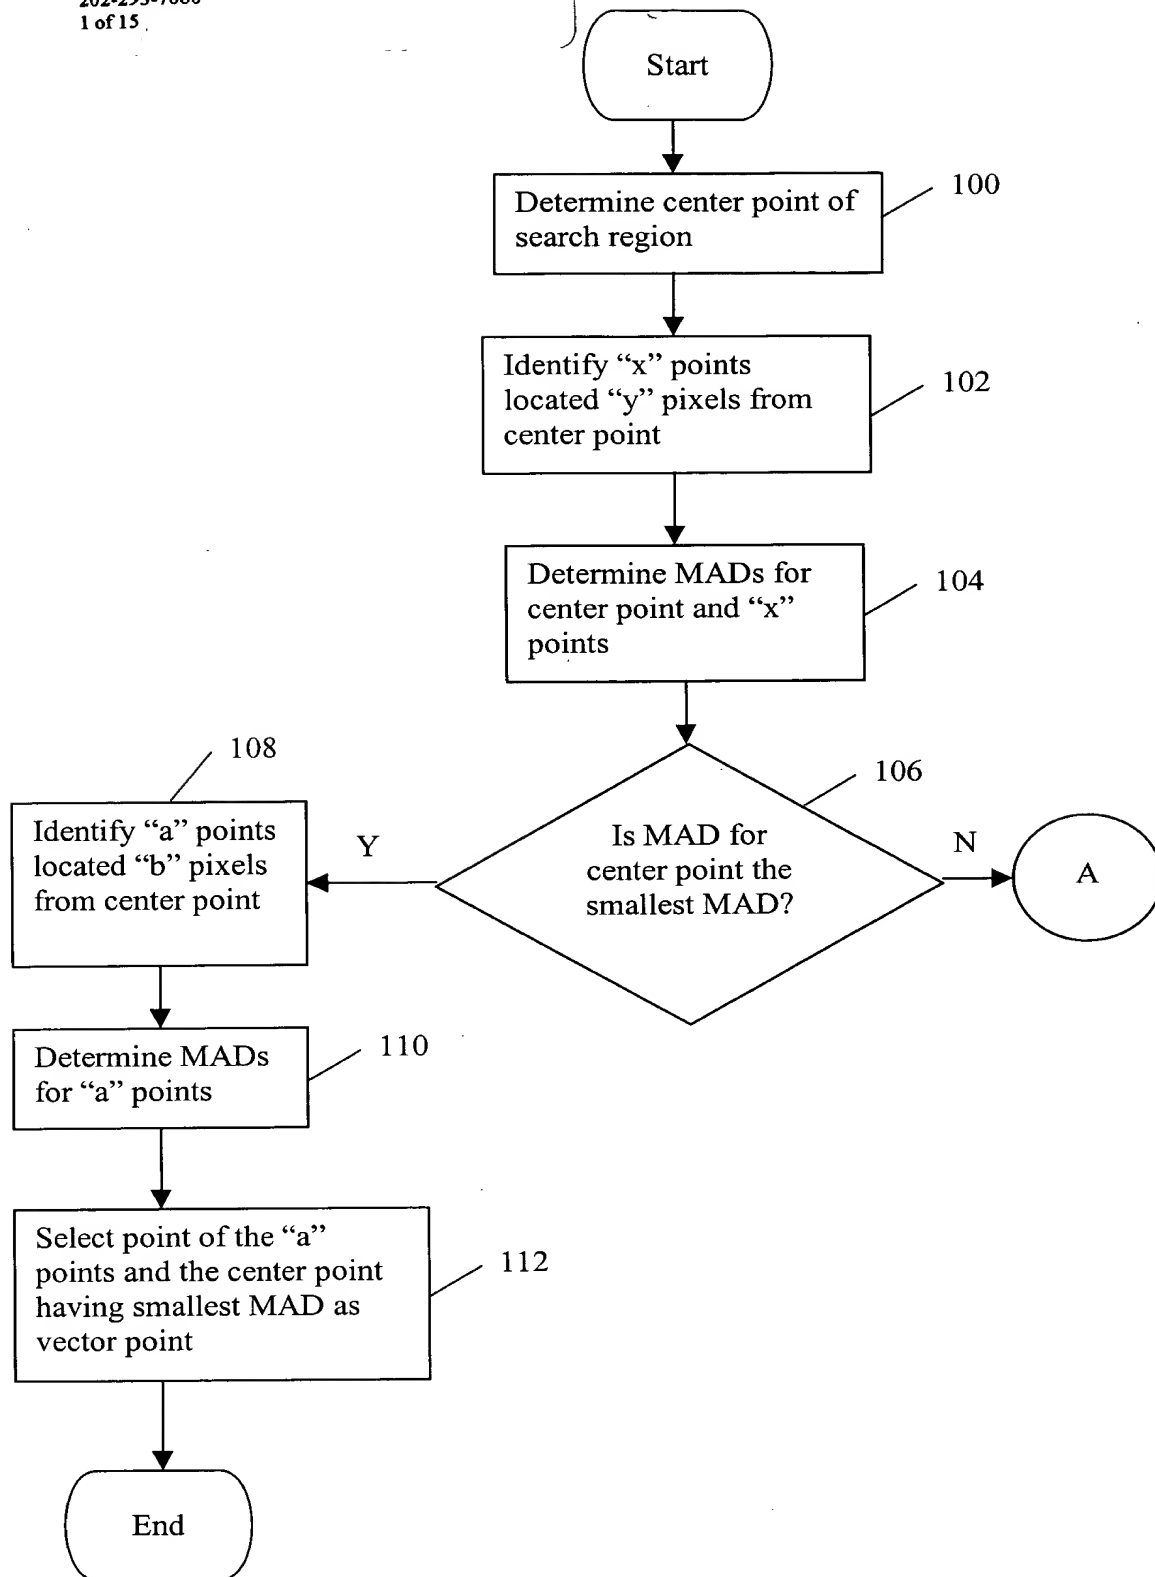 1 of 15
Start
Determine center point of
search region
100
Identify “x” points
located “y” pixels from
center point
102
Determine MADs for
center point and “x”
points
104
108
106
Identify “a” points
located “b” pixels
from center point
Y
Is MAD for
center point the
smallest MAD?
N
A
Determine MADs
for “a” points
110
Select point of the “a”
points and the center point
having smallest MAD as
vector point
112
End